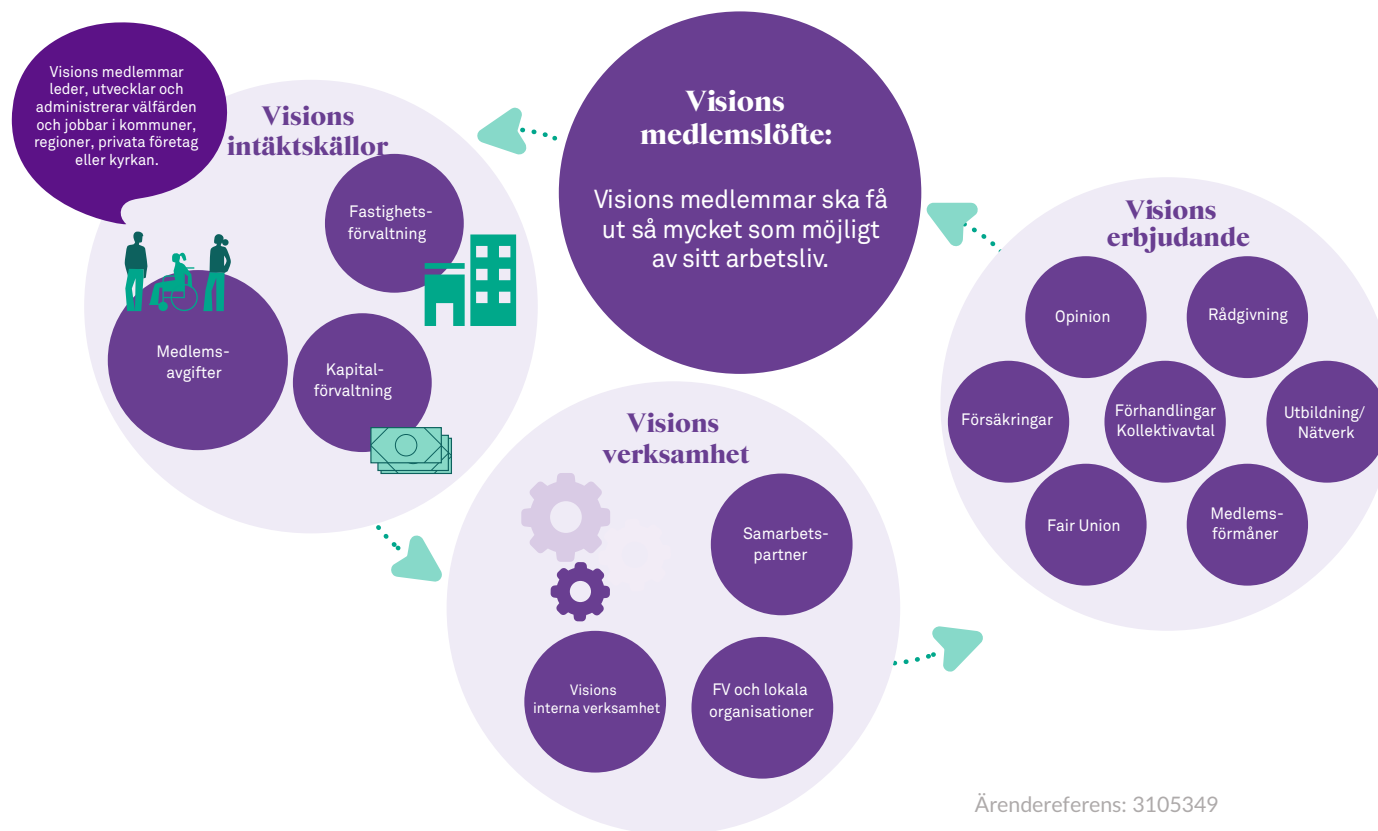 Visions medlemmar
leder, utvecklar och
administrerar välfärden
och jobbar i kommuner,
regioner, privata företag
eller kyrkan.
Visions
intäktskällor
Fastighets-
förvaltning
Medlems-
avgifter
Kapital-
förvaltning
Visions
medlemslöfte:
Visions medlemmar ska få
ut så mycket som möjligt
av sitt arbetsliv.
Visions
erbjudande
Opinion
Rådgivning
Försäkringar
Förhandlingar
Kollektivavtal
Utbildning/
Nätverk
Fair Union
Medlems-
förmåner
Visions
verksamhet
Samarbets-
partner
Visions
interna verksamhet
FV och lokala
organisationer
Ärendereferens: 3105349